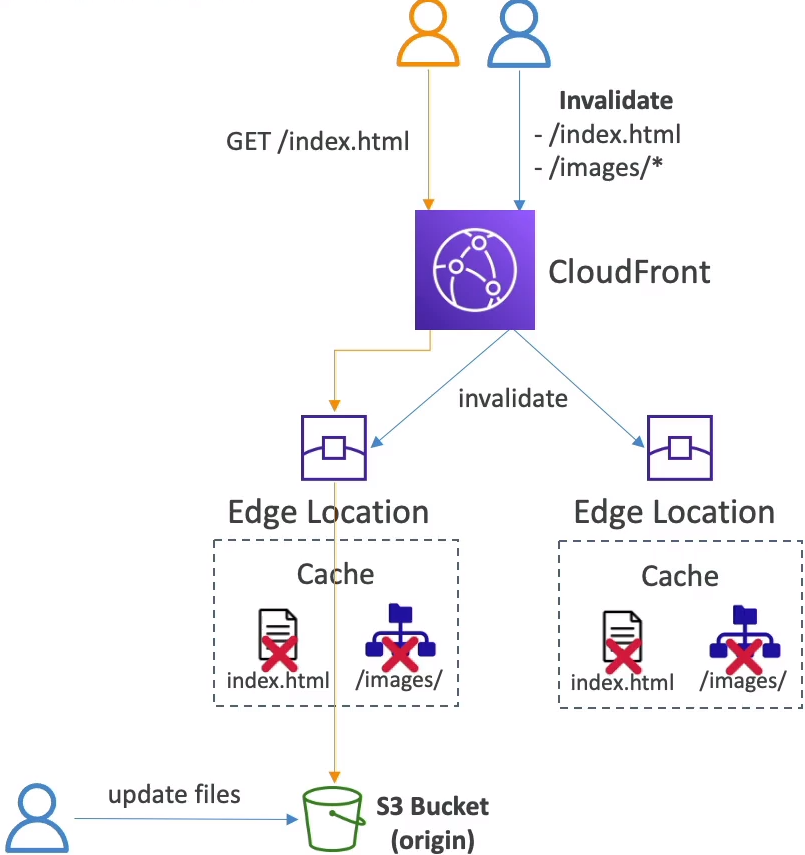 Invalidate
- /index.html
- /images/*
GET /index.html
CloudFront
invalidate
Edge Location
Edge Location
Cache
Cache
index.html
/images/
index.html
/images/
update files
S3 Bucket
(origin)